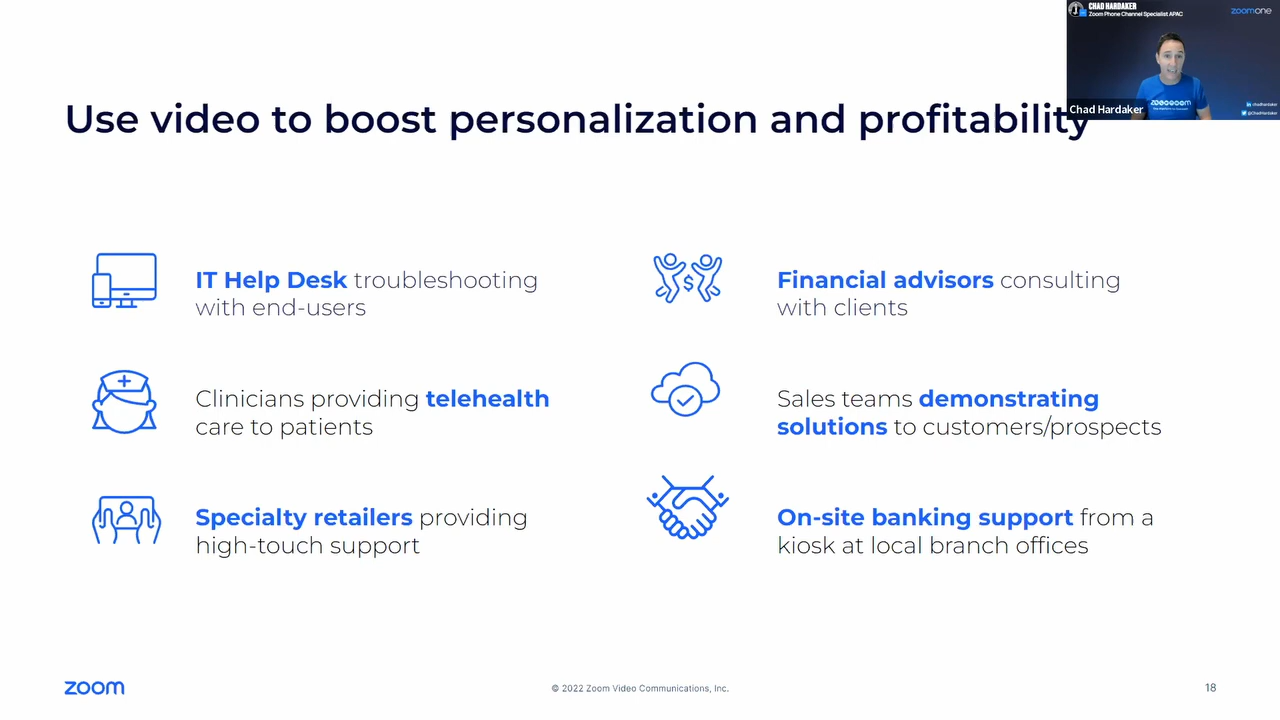 CHAD HARDAKER
Zoom Phone Channel Specialist APAC
zoomone
Chad Hardaker
chadhardaker
@ChadHardaker
Use video to boost personalization and profitability
IT Help Desk troubleshooting
with end-users
Financial advisors consulting
with clients
Clinicians providing telehealth
care to patients
Sales teams demonstrating
solutions to customers/prospects
Specialty retailers providing
high-touch support
On-site banking support from a
kiosk at local branch offices
zoom
© 2022 Zoom Video Communications, Inc.
18